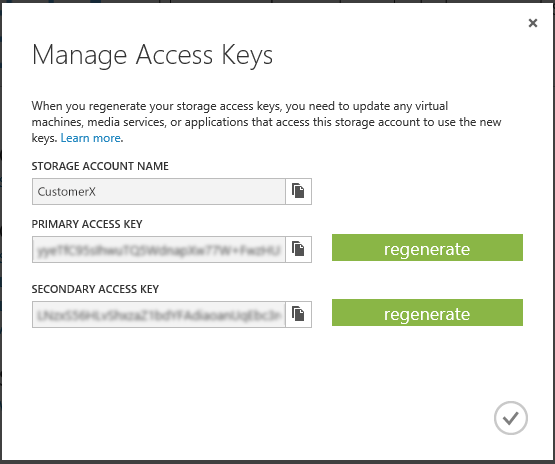 Manage Access Keys
When you regenerate your storage access keys, you need to update any virtual
machines, media services, or applications that access this storage account to use the new
keys. Learn more.
STORAGE ACCOUNT NAME
CustomerX
PRIMARY ACCESS KEY
regenerate
SECONDARY ACCESS KEY
regenerate